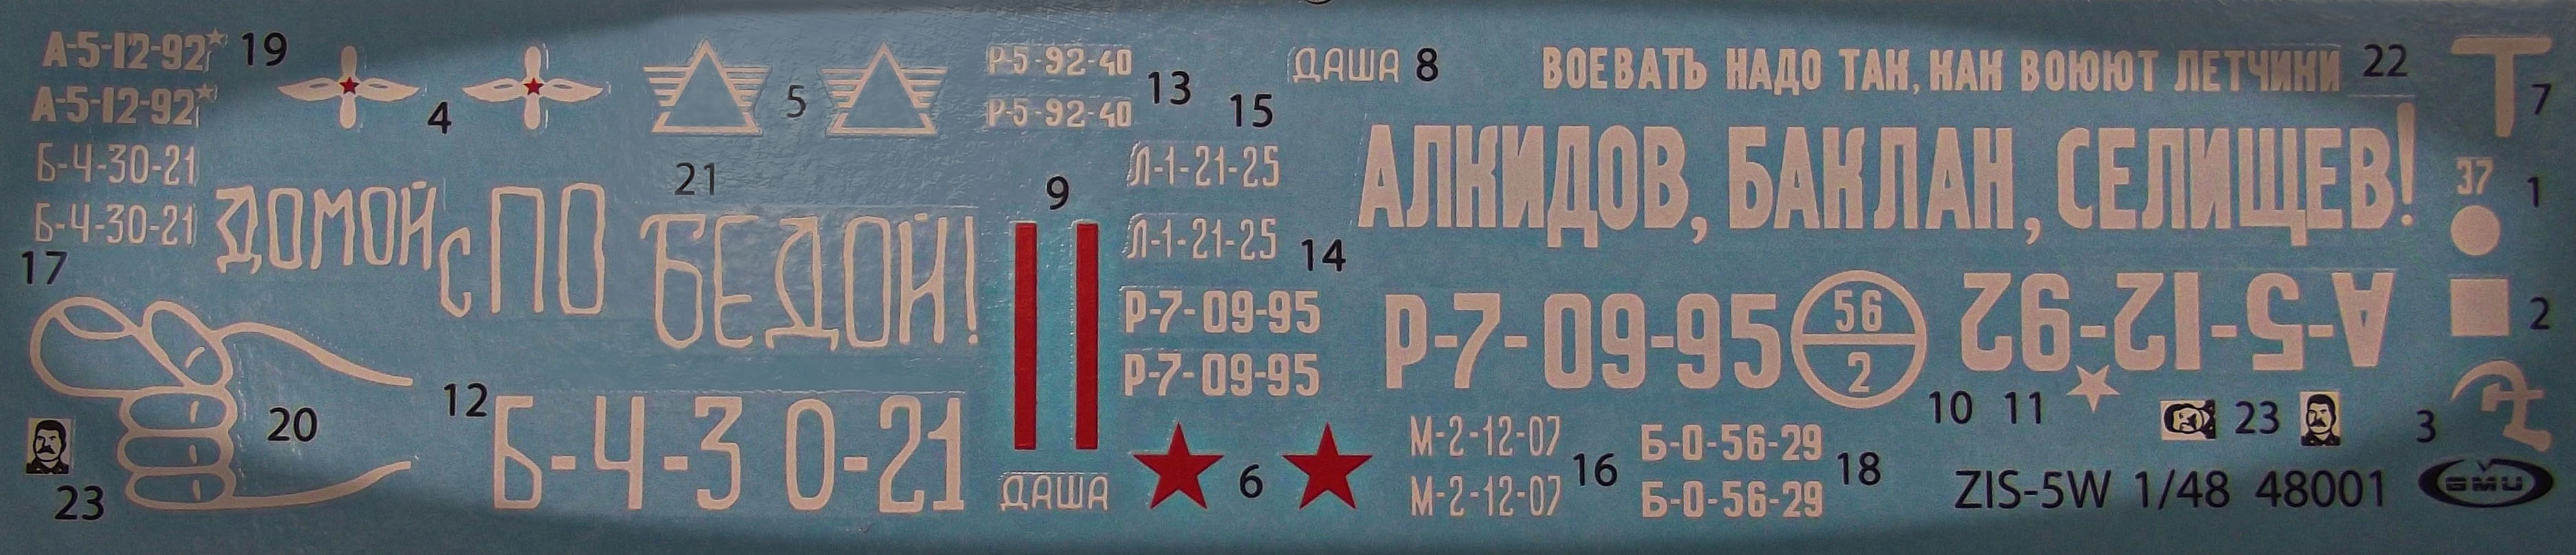 А-5-12-92
19
А-5-12-92
4
5
Р-5-92-40
Р-5-92-40
13
ДАША
8
ВОЕВАТЬ НАДО ТАК, КАК ВОЮЮТ ЛЕТЧИКИ
22
7
Б-4-30-21
Б-4-30-21
17
ДОМОЙ с ПО
21
БЕДОЙ!
9
15
Л-1-21-25
Л-1-21-25
14
АЛКИДОВ, БАКЛАН, СЕЛИЩЕВ!
37
1
Р-7-09-95
Р-7-09-95
Р-7-09-95
56
2
А-5-12-92
2
10
11
23
3
20
12
Б-4-30-21
23
ДАША
6
М-2-12-07
М-2-12-07
16
Б-0-56-29
Б-0-56-29
18
ZIS-5W 1/48 48001
GMU